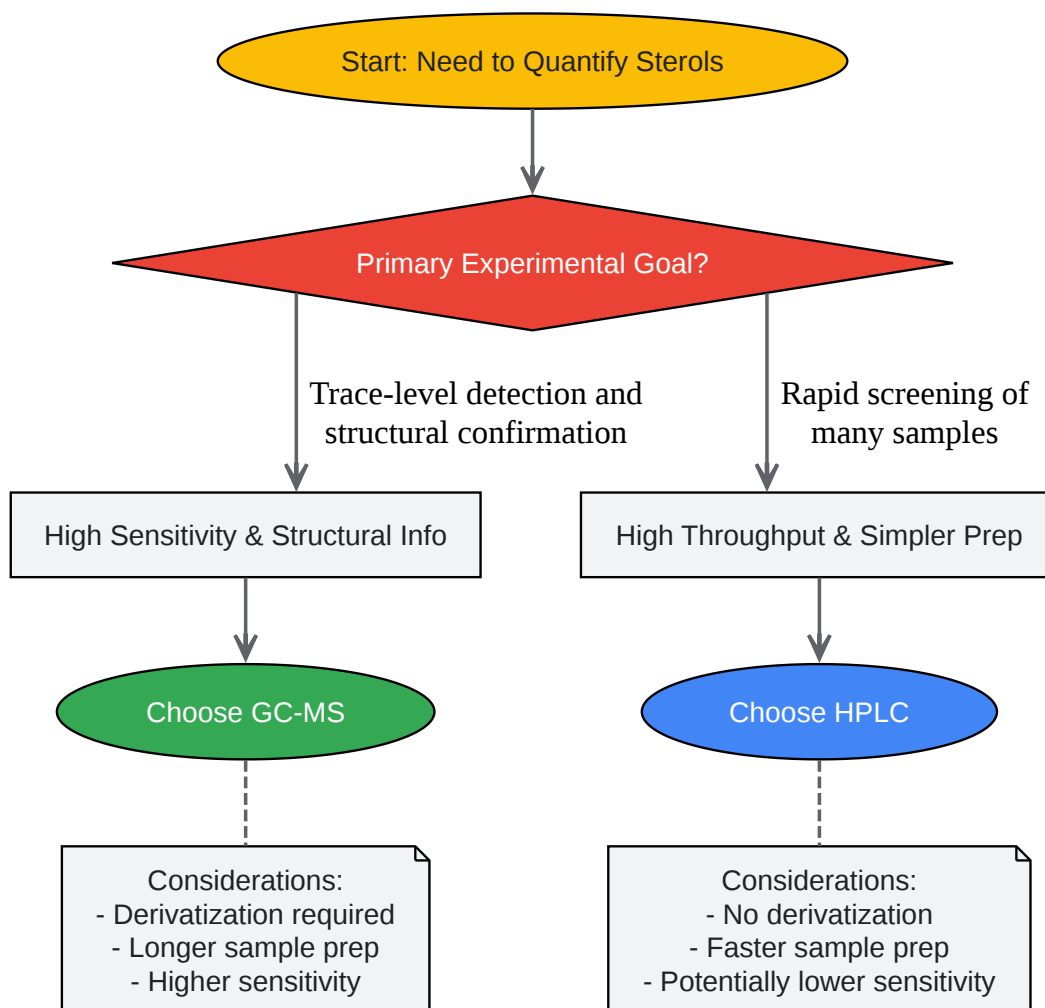 Start: Need to Quantify Sterols
Primary Experimental Goal?
Trace-level detection and
structural confirmation
Rapid screening of
many samples
High Sensitivity & Structural Info
High Throughput & Simpler Prep
Choose GC-MS
Choose HPLC
Considerations:
- Derivatization required
- Longer sample prep
- Higher sensitivity
Considerations:
- No derivatization
- Faster sample prep
- Potentially lower sensitivity